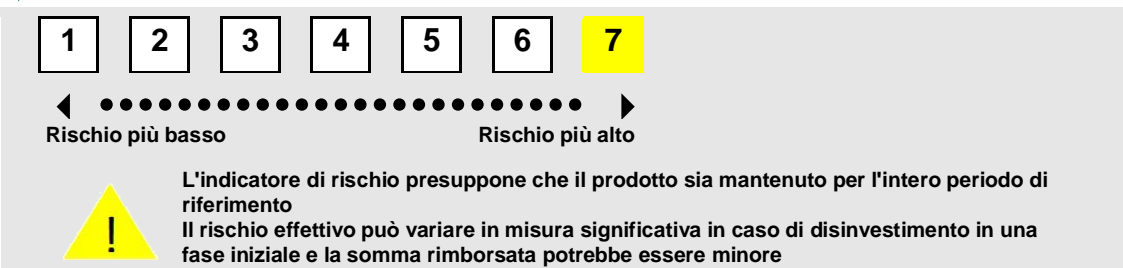 1 2 3 4 5 6 7
Rischio più basso Rischio più alto
L'indicatore di rischio presuppone che il prodotto sia mantenuto per l'intero periodo di
riferimento
Il rischio effettivo può variare in misura significativa in caso di disinvestimento in una
fase iniziale e la somma rimborsata potrebbe essere minore
!